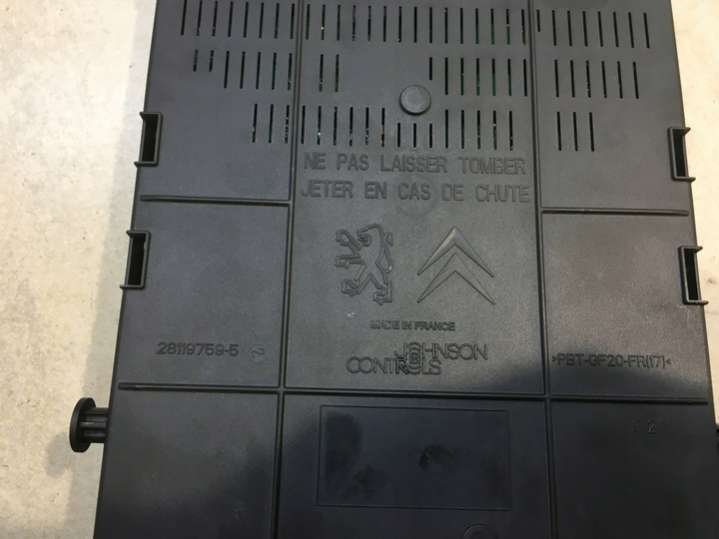 NE PAS LAISSER TOMBER
JETER EN CAS DE CHUTE
MADE IN FRANCE
28119759-5
JOHNSON
CONTROLS
>PBT-GF20-FR(17)<
12